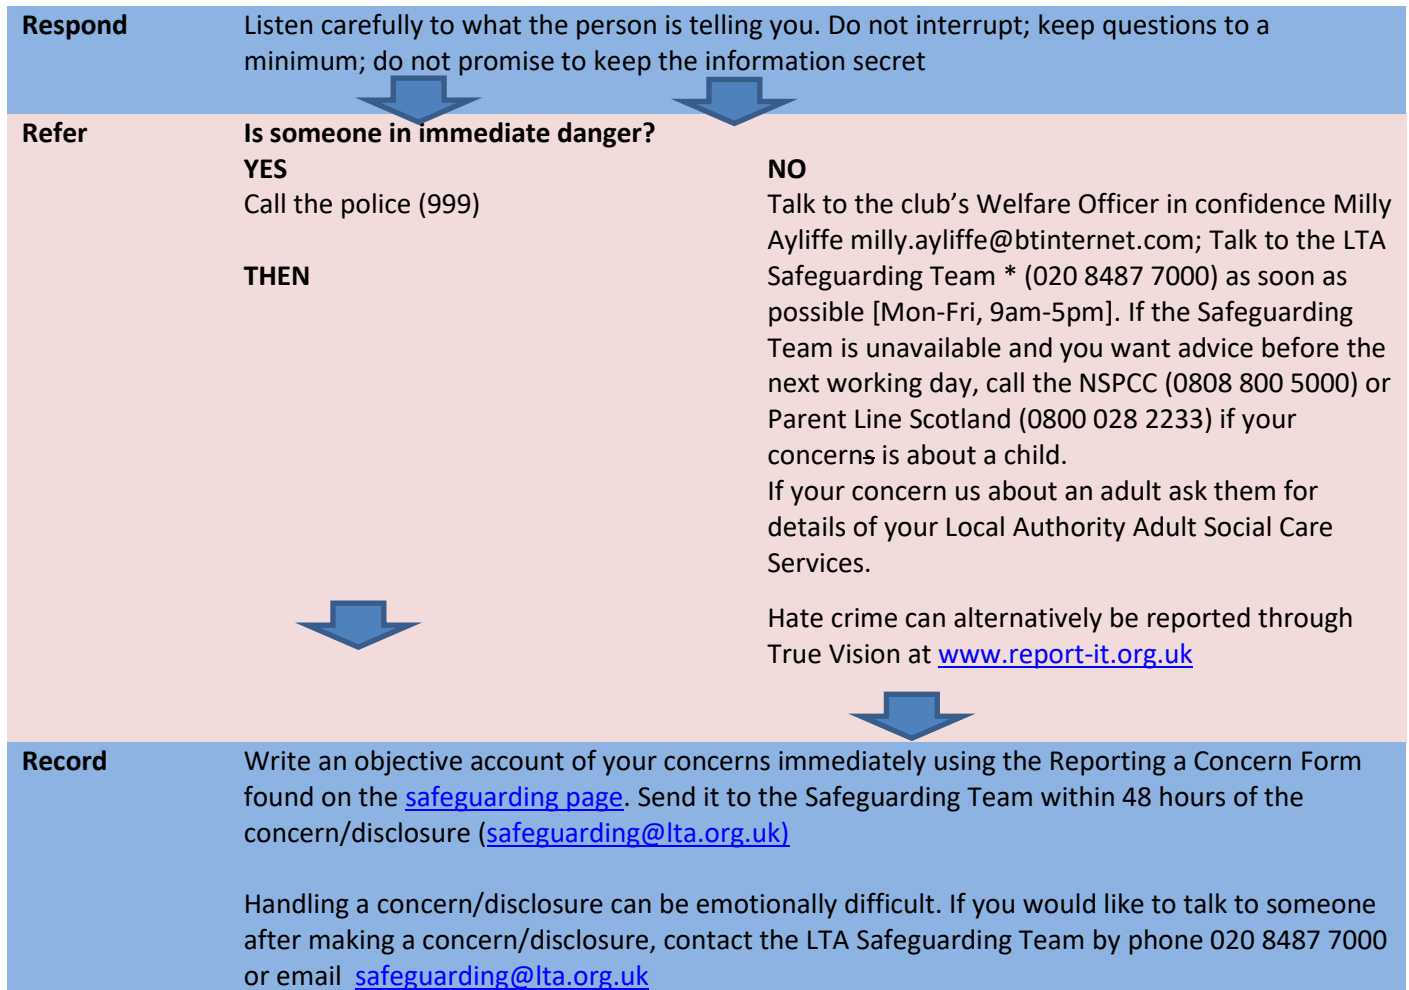 Respond
Listen carefully to what the person is telling you. Do not interrupt; keep questions to a
minimum; do not promise to keep the information secret
Refer
Is someone in immediate danger?
YES
Call the police (999)
THEN
NO
Talk to the club’s Welfare Officer in confidence Milly
Ayliffe milly.ayliffe@btinternet.com; Talk to the LTA
Safeguarding Team * (020 8487 7000) as soon as
possible [Mon-Fri, 9am-5pm]. If the Safeguarding
Team is unavailable and you want advice before the
next working day, call the NSPCC (0808 800 5000) or
Parent Line Scotland (0800 028 2233) if your
concerns is about a child.
If your concern us about an adult ask them for
details of your Local Authority Adult Social Care
Services.
Hate crime can alternatively be reported through
True Vision at www.report-it.org.uk
Record
Write an objective account of your concerns immediately using the Reporting a Concern Form
found on the safeguarding page. Send it to the Safeguarding Team within 48 hours of the
concern/disclosure (safeguarding@lta.org.uk)
Handling a concern/disclosure can be emotionally difficult. If you would like to talk to someone
after making a concern/disclosure, contact the LTA Safeguarding Team by phone 020 8487 7000
or email safeguarding@lta.org.uk